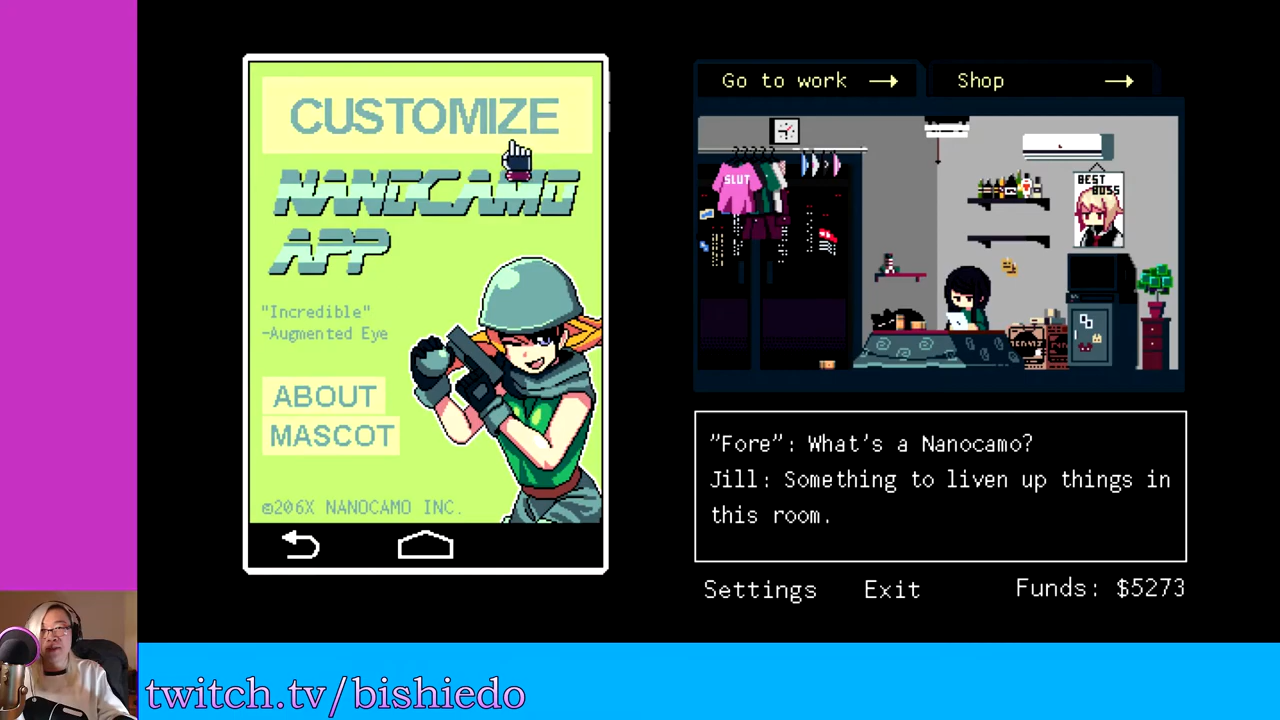 CUSTOMIZE
NANOCAMO
APP
"Incredible"
-Augmented Eye
ABOUT
MASCOT
©206X NANOCAMO INC.
Go to work →
Shop →
SLUT
BEST
BOSS
"Fore": What's a Nanocamo?
Jill: Something to liven up things in
this room.
Settings Exit Funds: $5273
twitch.tv/bishiedo